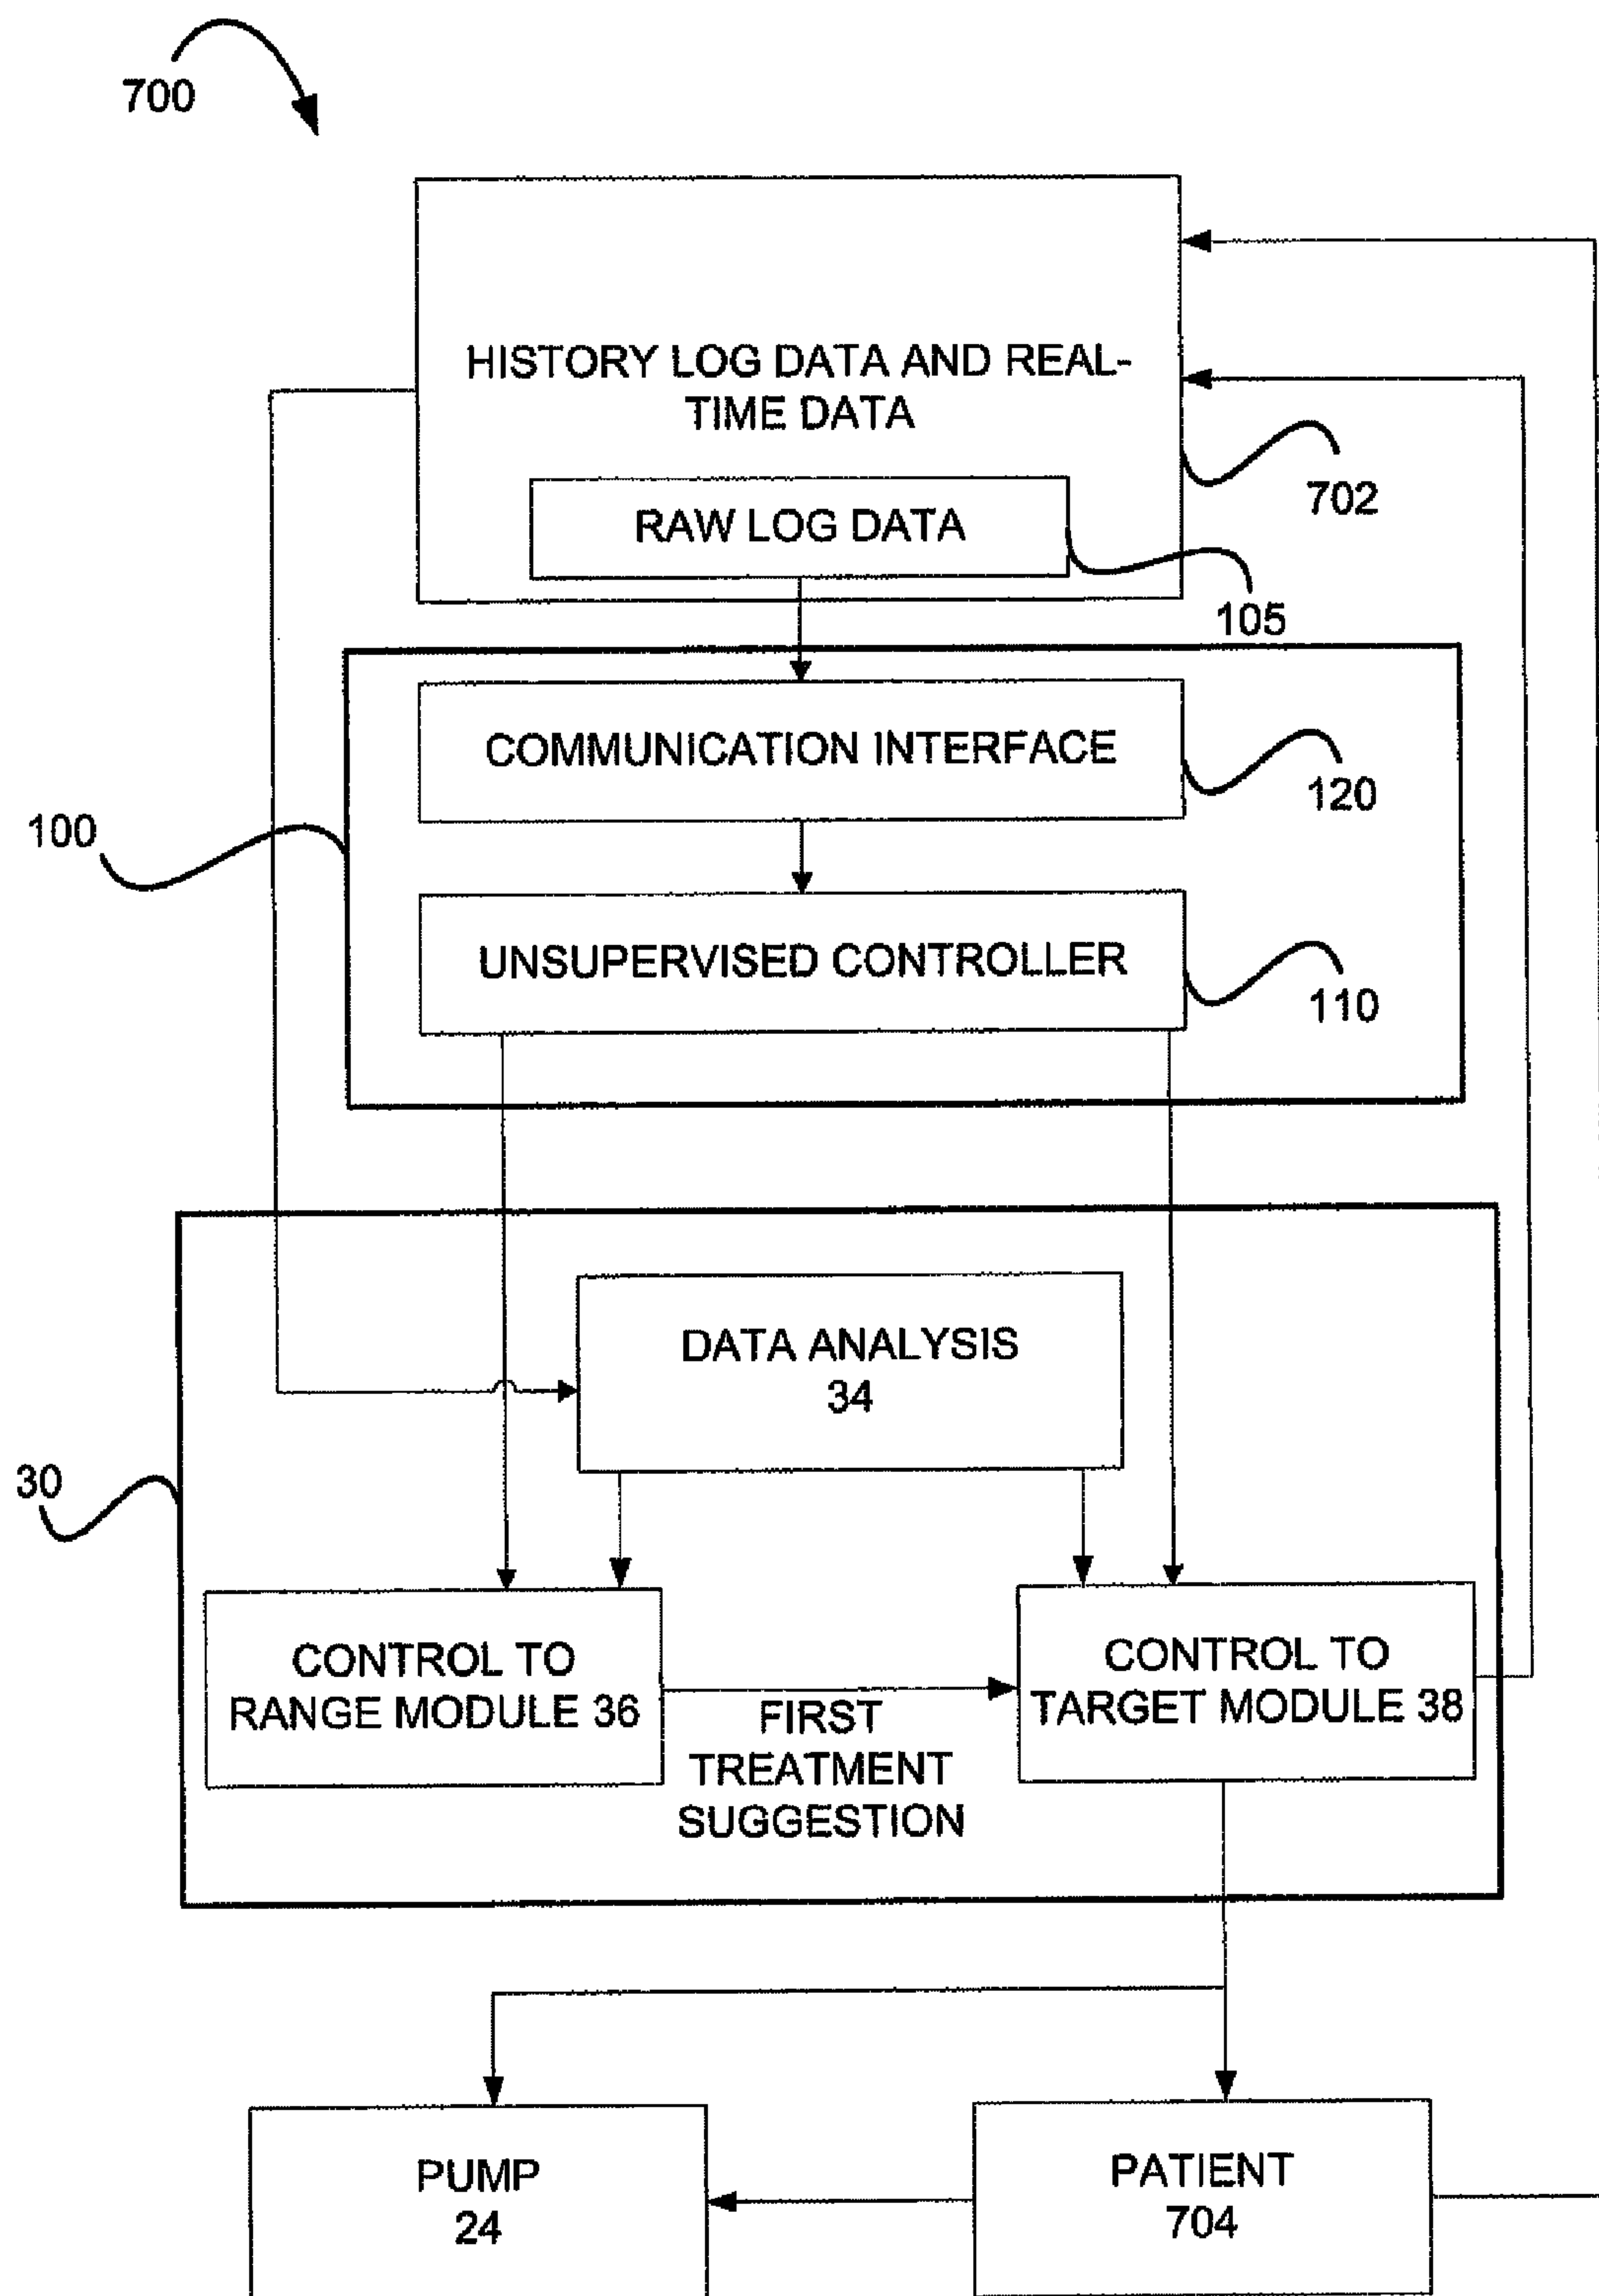 700
HISTORY LOG DATA AND REAL-
TIME DATA
702
RAW LOG DATA
105
COMMUNICATION INTERFACE
120
100
UNSUPERVISED CONTROLLER
110
DATA ANALYSIS
34
30
CONTROL TO
RANGE MODULE 36
FIRST
TREATMENT
SUGGESTION
CONTROL TO
TARGET MODULE 38
PUMP
24
PATIENT
704